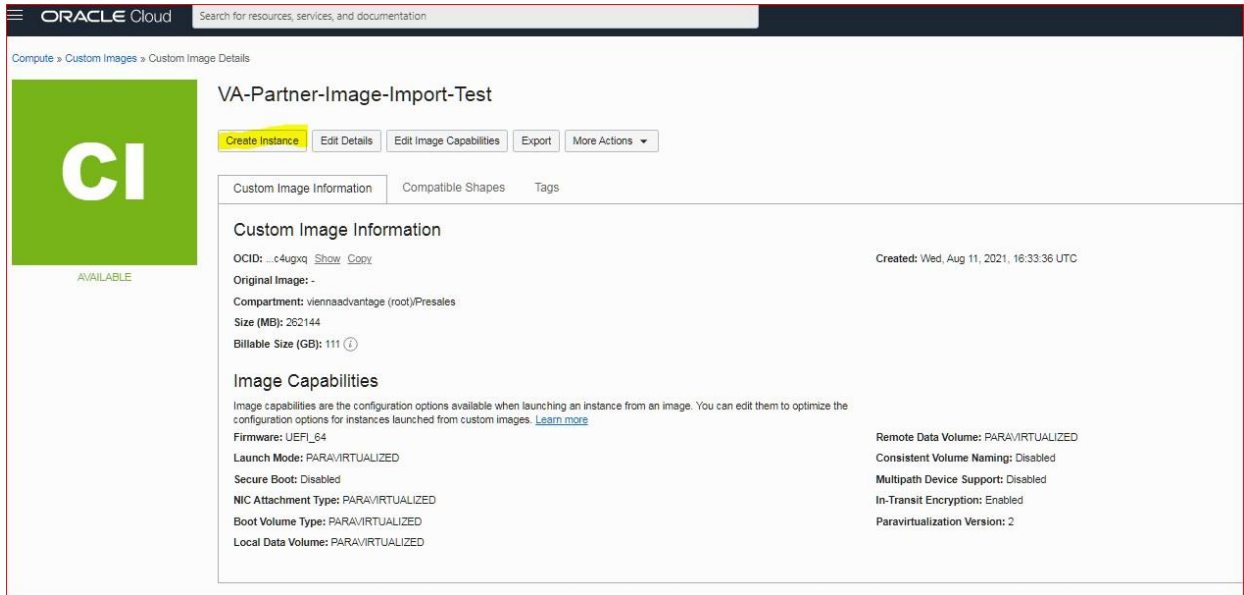 ORACLE Cloud
Search for resources, services, and documentation
Compute » Custom Images » Custom Image Details
CI
AVAILABLE
VA-Partner-Image-Import-Test
Create Instance Edit Details Edit Image Capabilities Export More Actions
Custom Image Information Compatible Shapes Tags
Custom Image Information
OCID: ...c4ugxq Show Copy
Original Image: -
Compartment: viennaadvantage (root)/Presales
Size (MB): 262144
Billable Size (GB): 111 i
Created: Wed, Aug 11, 2021, 16:33:36 UTC
Image Capabilities
Image capabilities are the configuration options available when launching an instance from an image. You can edit them to optimize the
configuration options for instances launched from custom images. Learn more
Firmware: UEFI_64
Launch Mode: PARAVIRTUALIZED
Secure Boot: Disabled
NIC Attachment Type: PARAVIRTUALIZED
Boot Volume Type: PARAVIRTUALIZED
Local Data Volume: PARAVIRTUALIZED
Remote Data Volume: PARAVIRTUALIZED
Consistent Volume Naming: Disabled
Multipath Device Support: Disabled
In-Transit Encryption: Enabled
Paravirtualization Version: 2